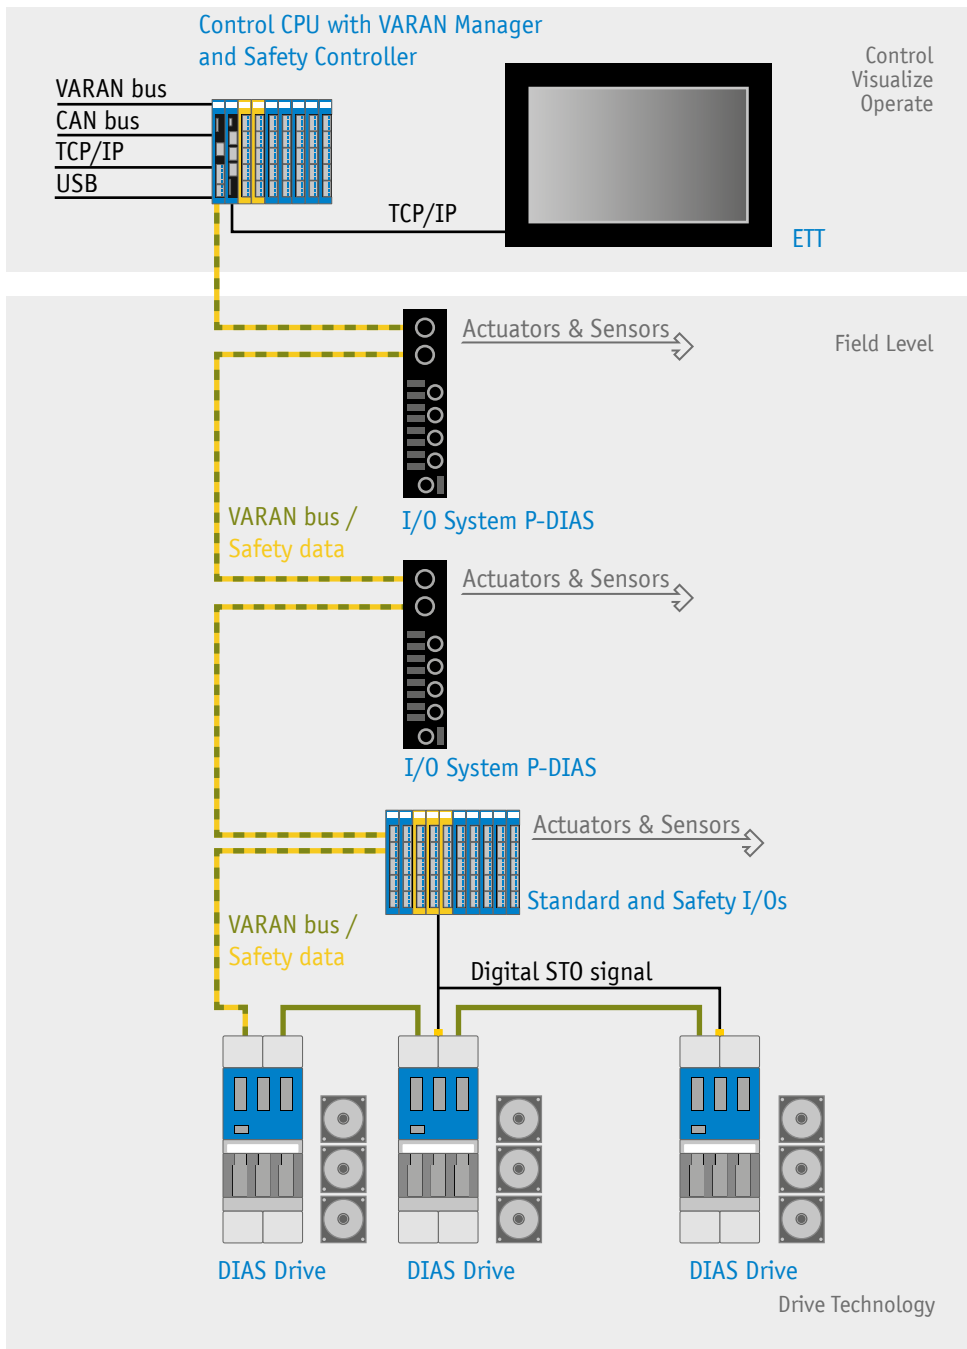 Control CPU with VARAN Manager
and Safety Controller
Control
Visualize
Operate
VARAN bus
CAN bus
TCP/IP
USB
TCP/IP
ETT
Actuators & Sensors
Field Level
I/O System P-DIAS
VARAN bus /
Safety data
Actuators & Sensors
I/O System P-DIAS
Actuators & Sensors
Standard and Safety I/Os
VARAN bus /
Safety data
Digital STO signal
DIAS Drive
DIAS Drive
DIAS Drive
Drive Technology